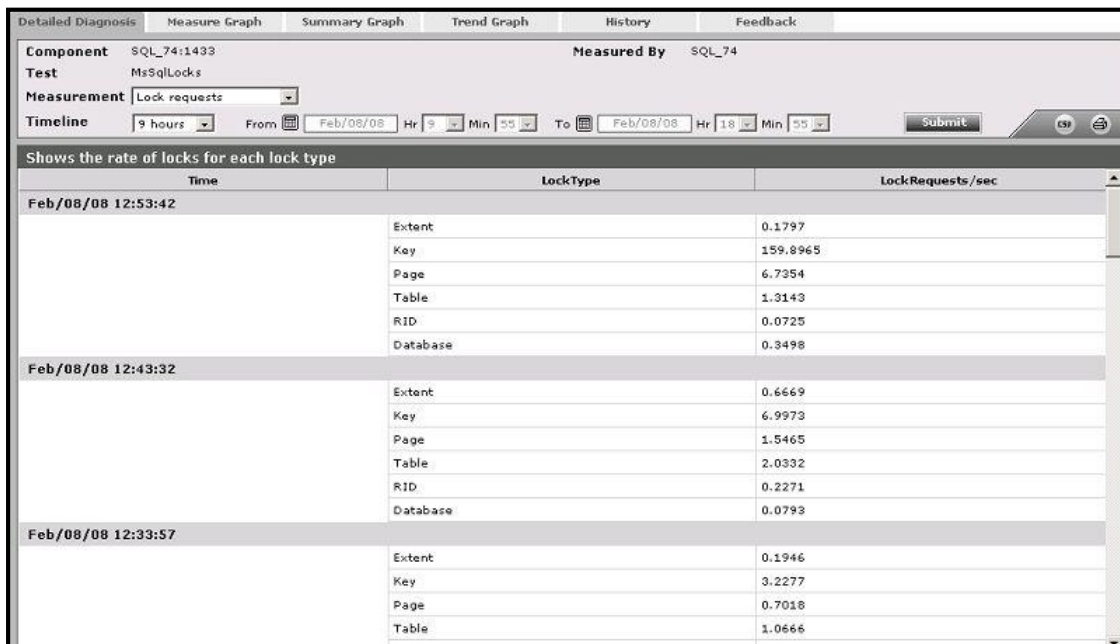 Detailed Diagnosis Measure Graph Summary Graph Trend Graph History Feedback
Component SQL_74:1433 Measured By SQL_74
Test MsSqlLocks
Measurement Lock requests
Timeline 9 hours From Feb/08/08 Hr 9 Min 55 To Feb/08/08 Hr 18 Min 55 Submit CSV
Shows the rate of locks for each lock type
Time LockType LockRequests/sec
Feb/08/08 12:53:42
Extent 0.1797
Key 159.8965
Page 6.7354
Table 1.3143
RID 0.0725
Database 0.3498
Feb/08/08 12:43:32
Extent 0.6669
Key 6.9973
Page 1.5465
Table 2.0332
RID 0.2271
Database 0.0793
Feb/08/08 12:33:57
Extent 0.1946
Key 3.2277
Page 0.7018
Table 1.0666